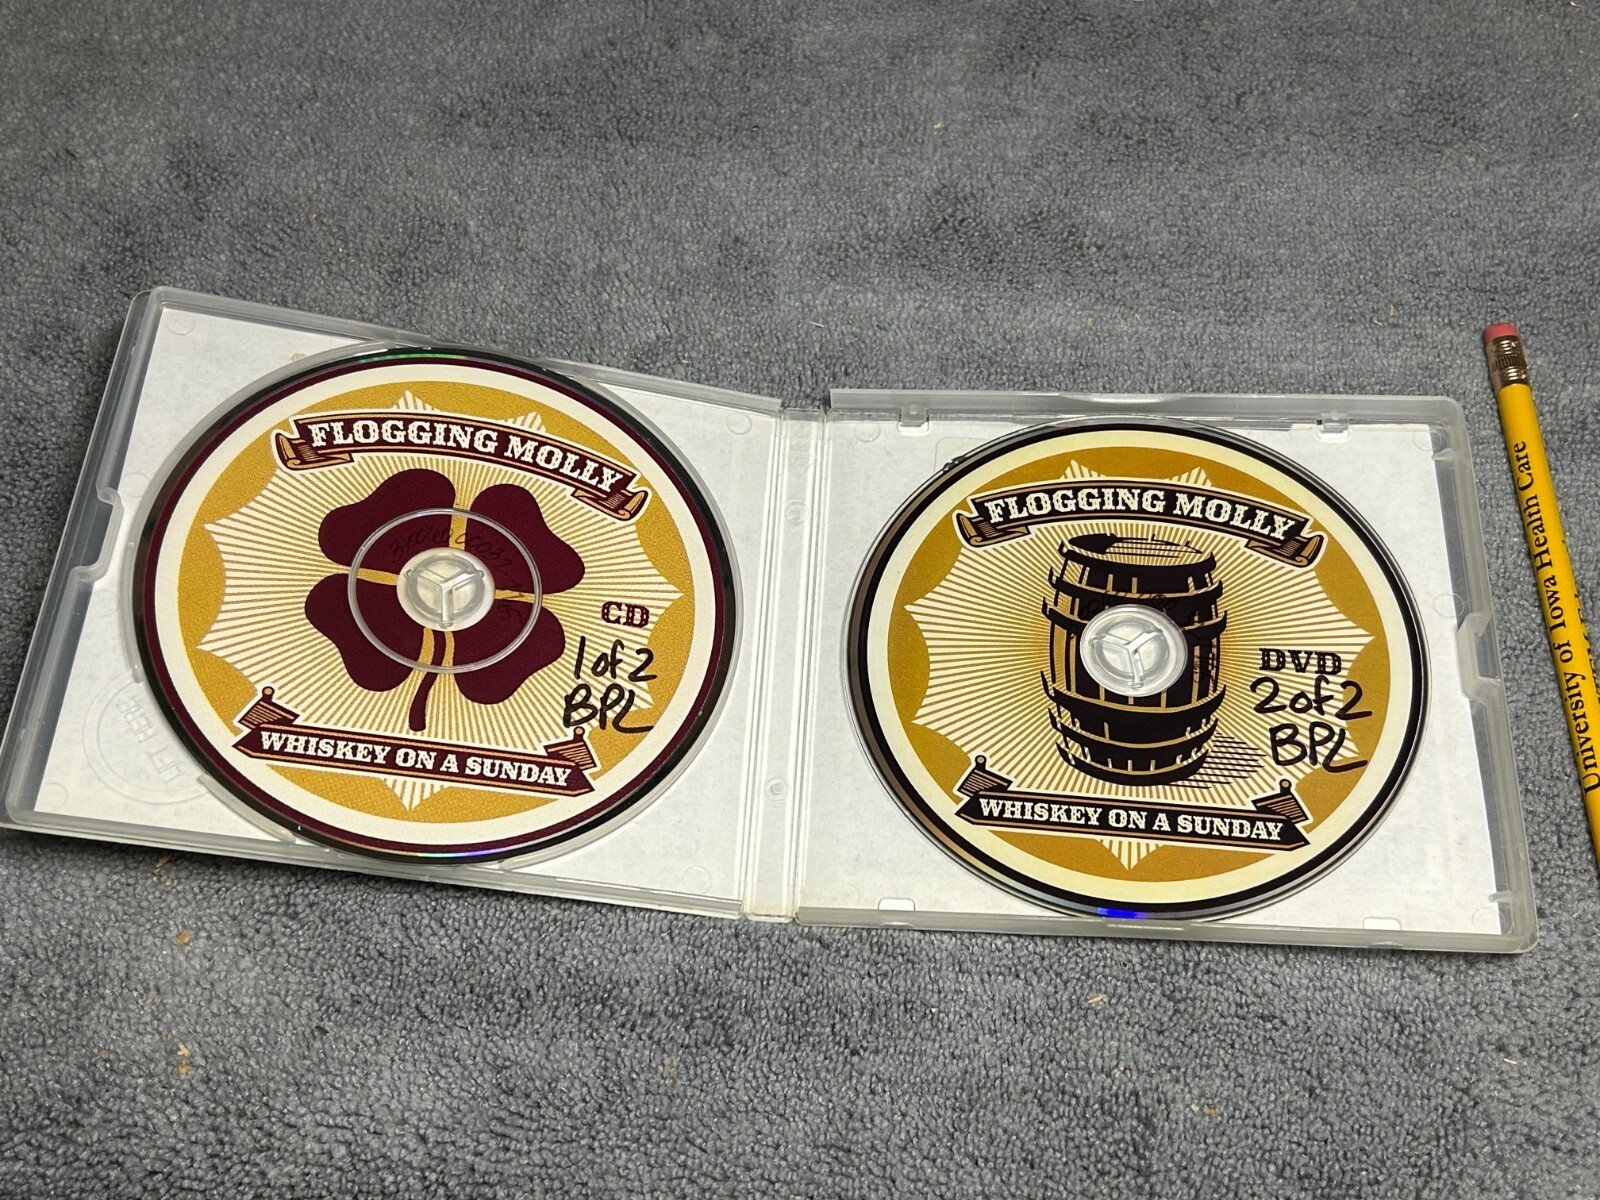 FLOGGING MOLLY
CD
1 of 2
BPL
WHISKEY ON A SUNDAY
FLOGGING MOLLY
DVD
2 of 2
BPL
WHISKEY ON A SUNDAY
University of Iowa Health Care